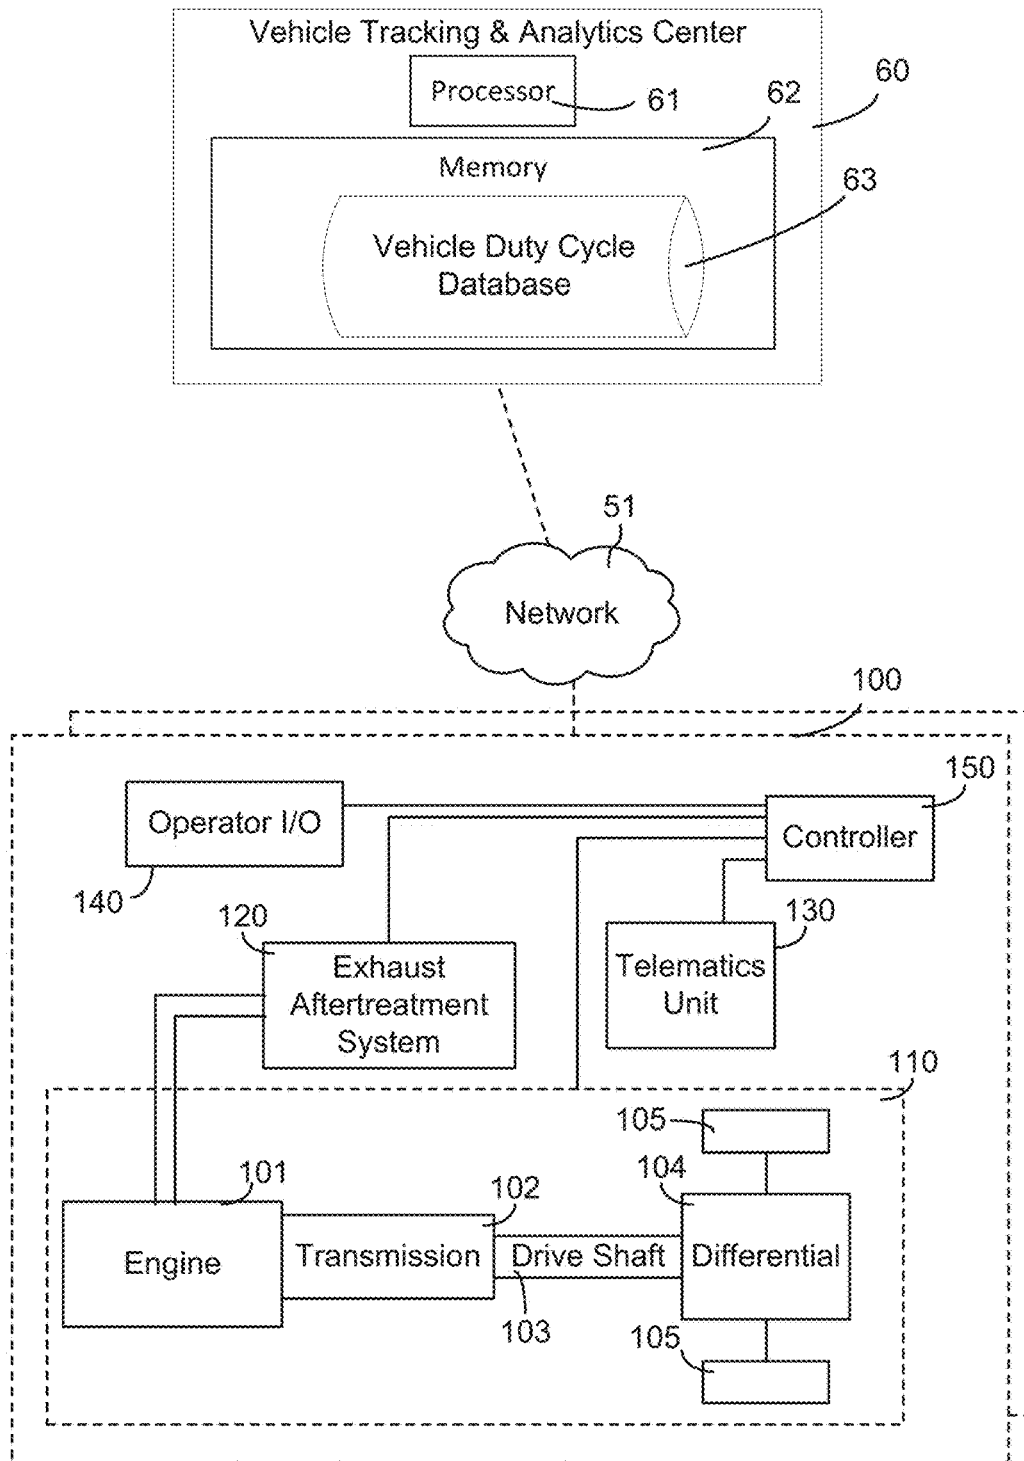 Vehicle Tracking & Analytics Center
60
Processor
61
62
Memory
63
Vehicle Duty Cycle
Database
51
Network
100
150
Operator I/O
Controller
140
120
130
Exhaust
Aftertreatment
System
Telematics
Unit
110
105
101
102
104
Engine
Transmission
Drive Shaft
Differential
103
105